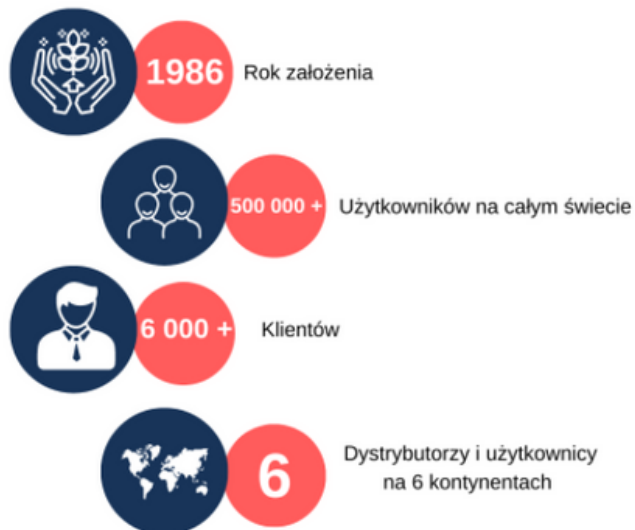 1986 Rok założenia
500 000 + Użytkowników na całym świecie
6 000 + Klientów
6 Dystrybutorzy i użytkownicy
na 6 kontynentach